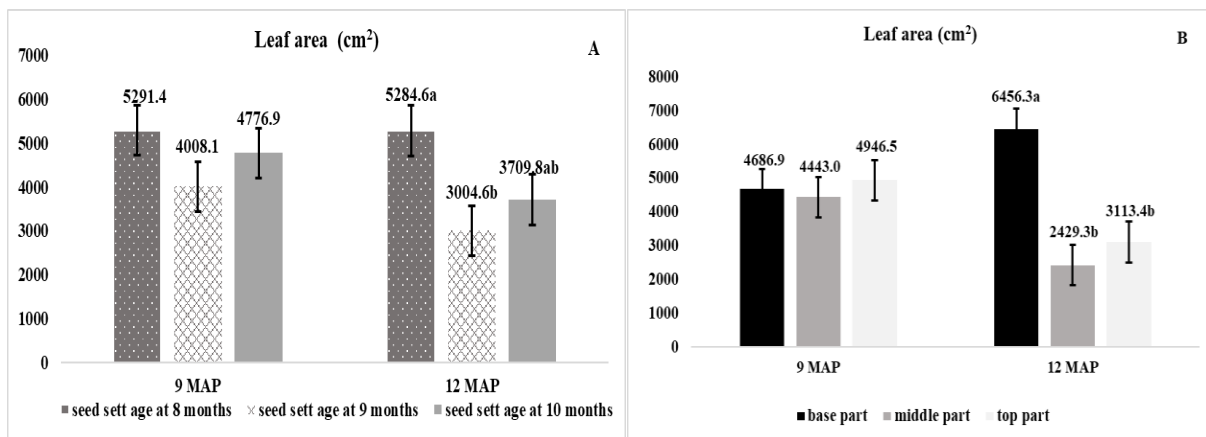 Leaf area (cm²)
A
7000
6000
5000
4000
3000
2000
1000
0
5291.4
4008.1
4776.9
5284.6a
3004.6b
3709.8ab
9 MAP
12 MAP
seed sett age at 8 months seed sett age at 9 months seed sett age at 10 months
Leaf area (cm²)
B
8000
7000
6000
5000
4000
3000
2000
1000
0
4686.9
4443.0
4946.5
6456.3a
2429.3b
3113.4b
9 MAP
12 MAP
base part middle part top part